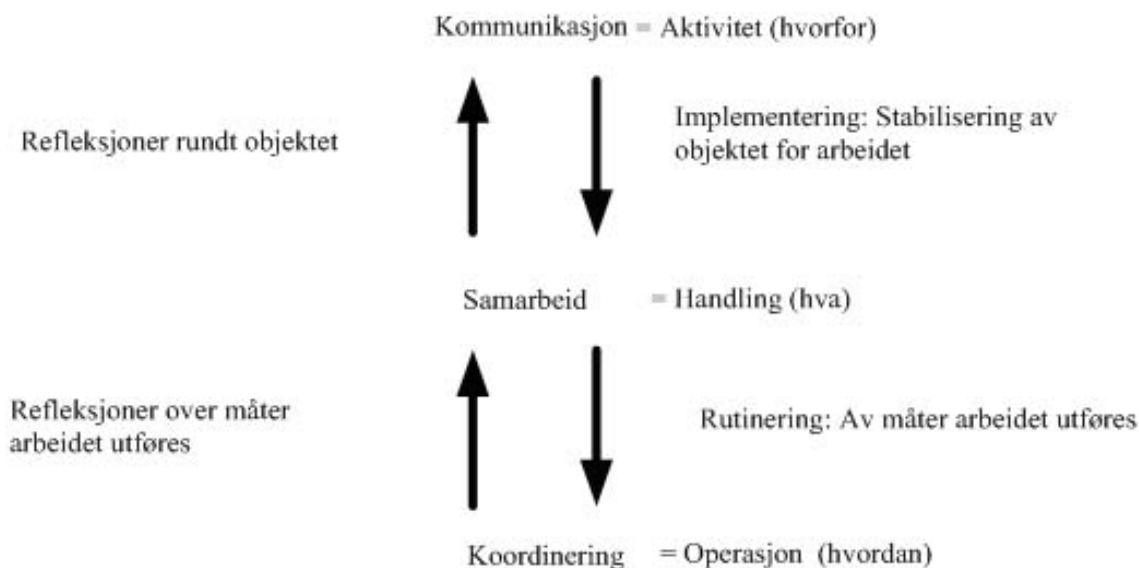 Kommunikasjon = Aktivitet (hvorfor)
Refleksjoner rundt objektet
Implementering: Stabilisering av
objektet for arbeidet
Samarbeid = Handling (hva)
Refleksjoner over måter
arbeidet utføres
Rutinering: Av måter arbeidet utføres
Koordinering = Operasjon (hvordan)